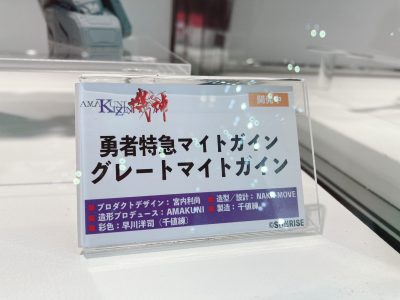 AMAKUNI KIZIN 機神
開発中
勇者特急マイトガイン
グレートマイトガイン
■プロダクトデザイン：宮内利尚 ■造型／設計：NAKAMOVE
■造形プロデュース：AMAKUNI ■製造：千値練
■彩色：早川洋司（千値練）
©SUNRISE